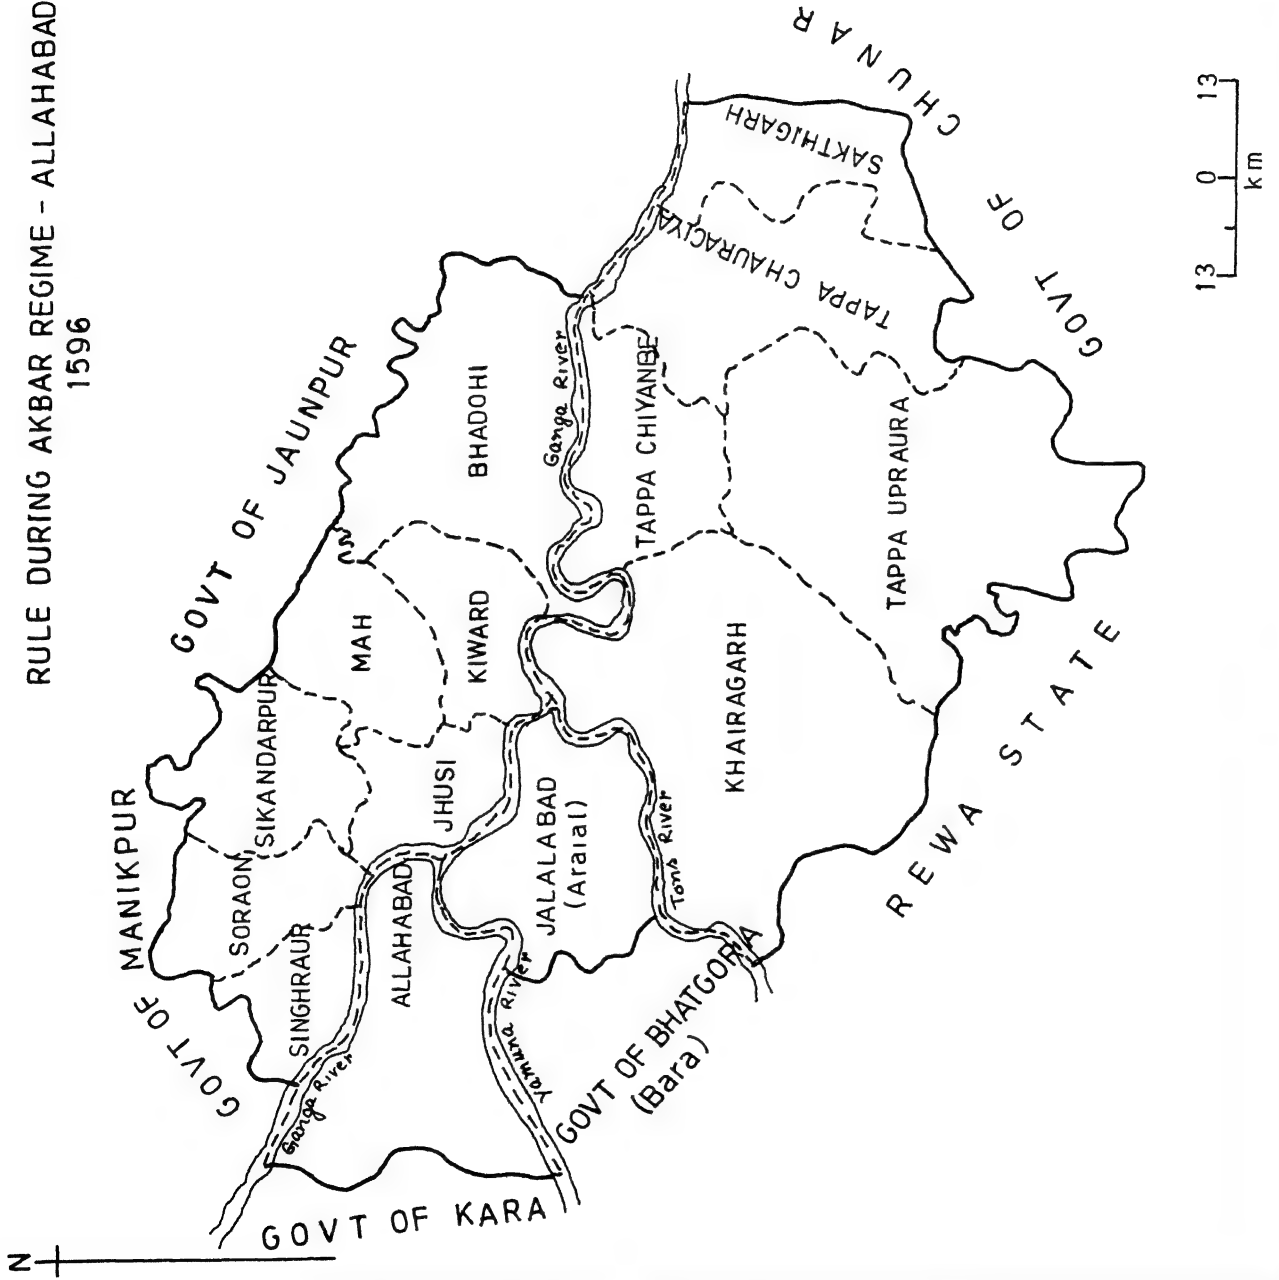 RULE DURING AKBAR REGIME - ALLAHABAD
1596
N
GOVT OF MANIKPUR
GOVT OF JAUNPUR
GOVT OF CHUNAR
GOVT OF KARA
GOVT OF BHATGORA
(Bara)
REWA STATE
SINGHRAUR
SORAON
SIKANDARPUR
MAH
KIWARD
BHADOHI
JHUSI
ALLAHABAD
JALALABAD
(Araial)
KHAIRAGARH
TAPPA CHIYANBE
TAPPA UPRAURA
TAPPA CHAURACIYA
SAKTHIGARH
Ganga River
Ganga River
Yamuna River
Tons River
13 0 13
km